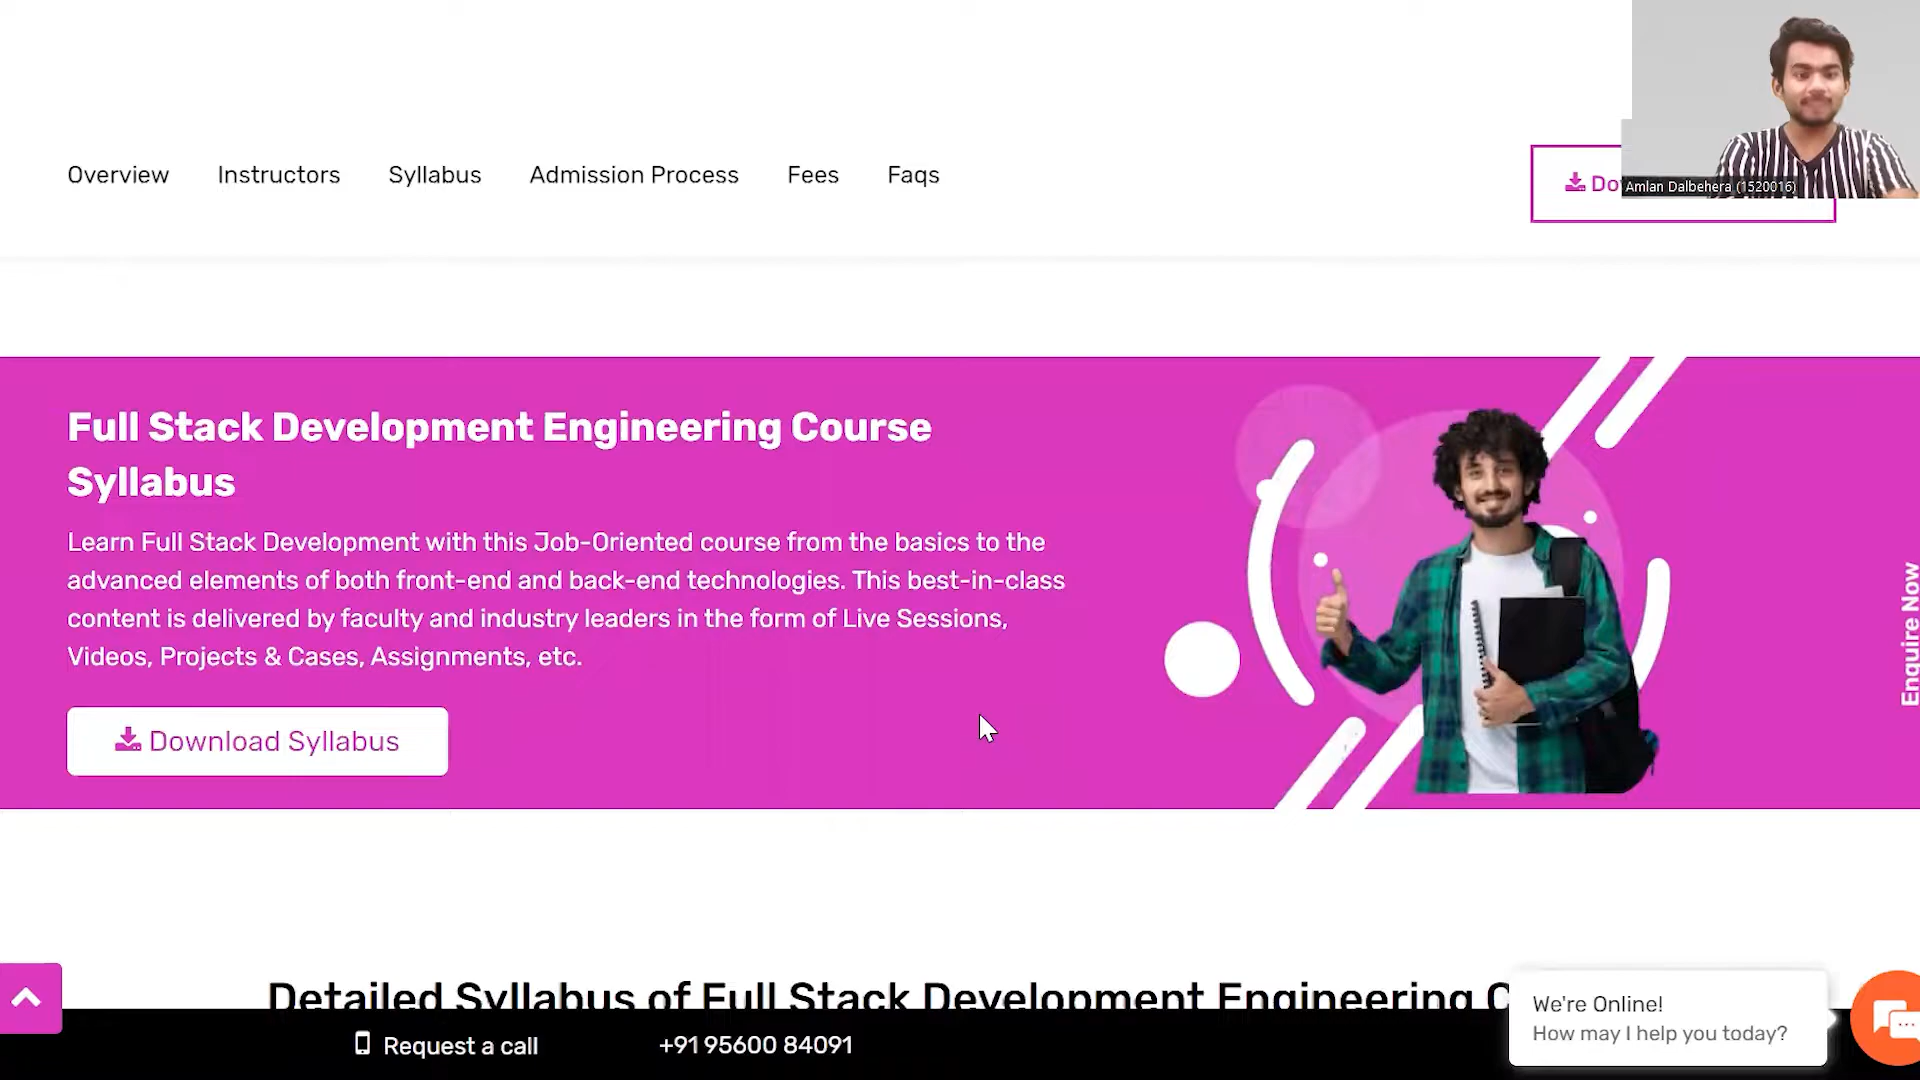 Overview Instructors Syllabus Admission Process Fees Faqs
Amlan Dalbehera (1520016)
Full Stack Development Engineering Course
Syllabus
Learn Full Stack Development with this Job-Oriented course from the basics to the
advanced elements of both front-end and back-end technologies. This best-in-class
content is delivered by faculty and industry leaders in the form of Live Sessions,
Videos, Projects & Cases, Assignments, etc.
Download Syllabus
Enquire Now
Detailed Syllabus of Full Stack Development Engineering
We're Online!
How may I help you today?
Request a call +91 95600 84091